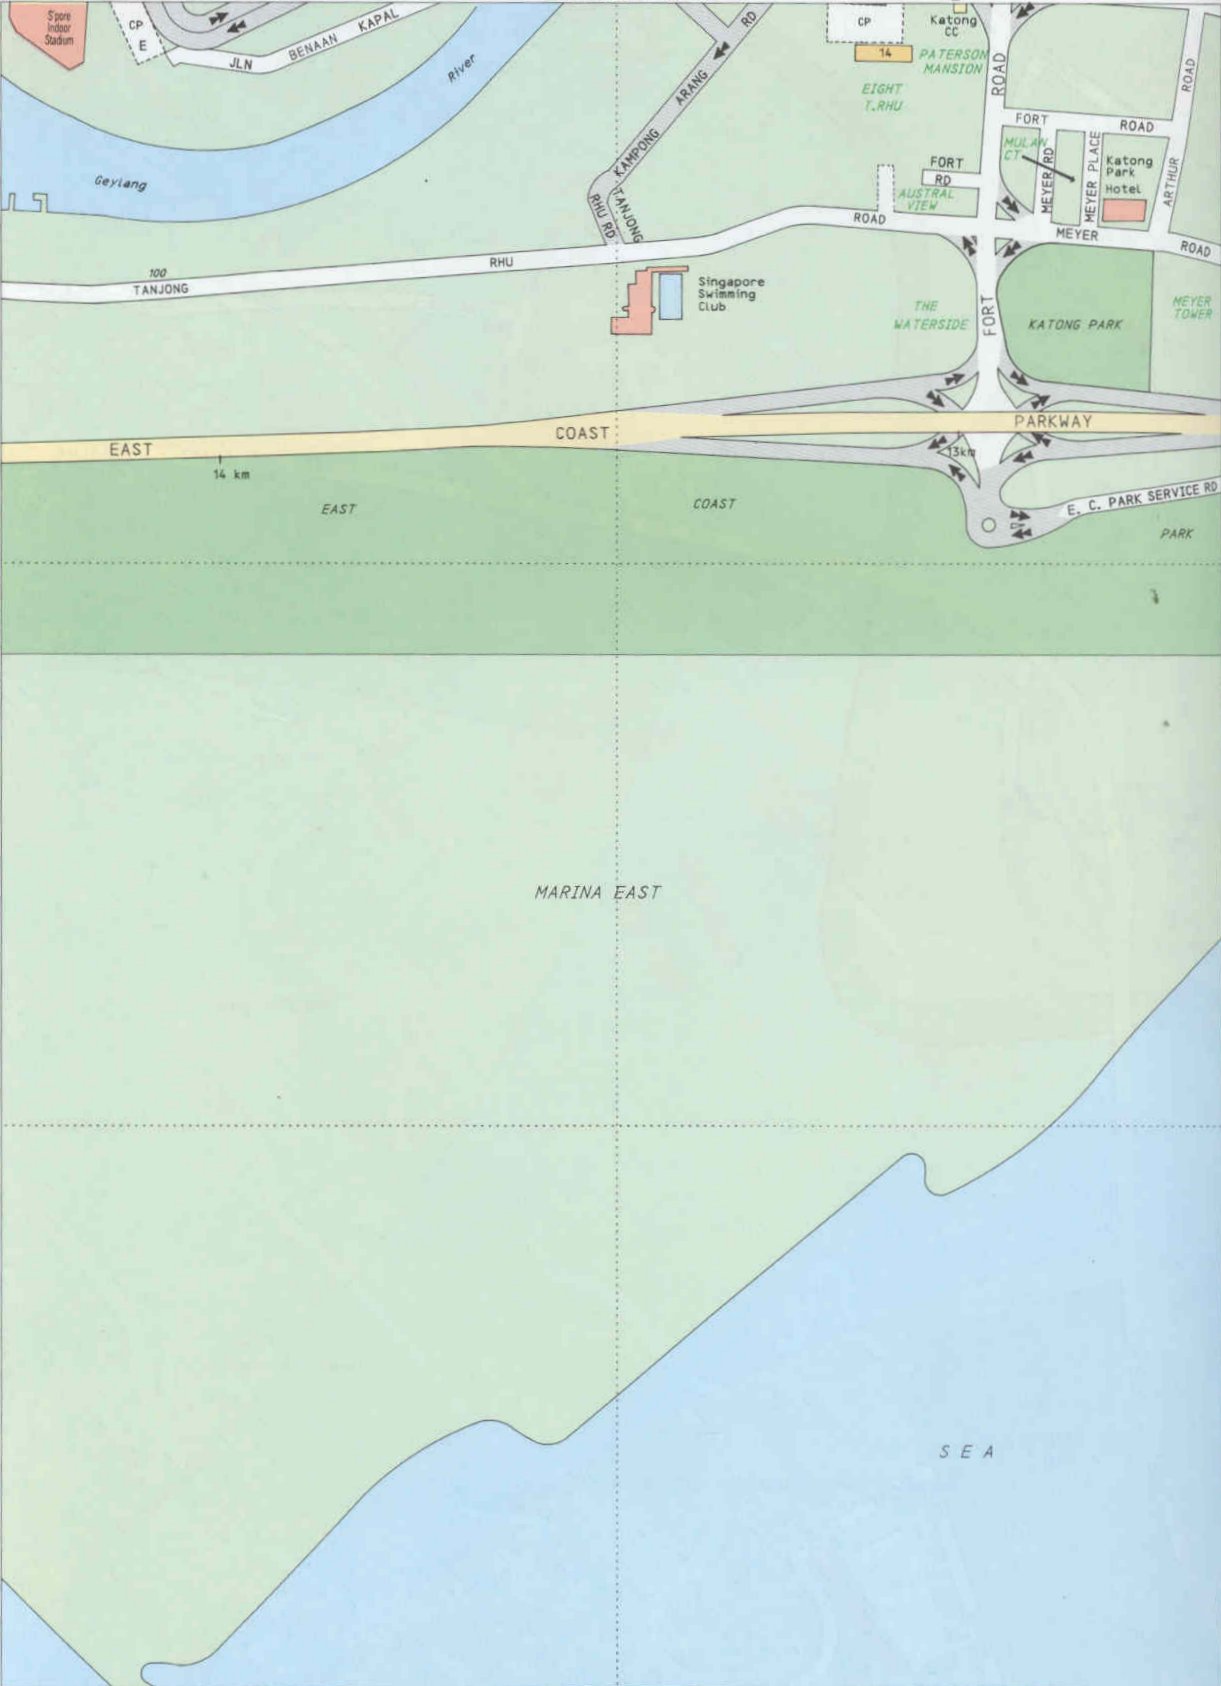 S'pore
Indoor
Stadium
CP
E
JLN
BENAAN
KAPAL
River
Geylang
RD
ARANG
KAMPONG
TANJONG
RHU RD
CP
14
Katong
CC
PATERSON
MANSION
EIGHT
T.RHU
ROAD
ROAD
FORT
ROAD
MULAN
CT
MEYER RD
MEYER PLACE
Katong
Park
Hotel
ARTHUR
FORT
RD
AUSTRAL
VIEW
ROAD
MEYER
ROAD
100
TANJONG
RHU
Singapore
Swimming
Club
THE
WATERSIDE
FORT
KATONG PARK
MEYER
TOWER
EAST
COAST
PARKWAY
14 km
13km
E. C. PARK SERVICE RD
EAST
COAST
PARK
MARINA EAST
SEA